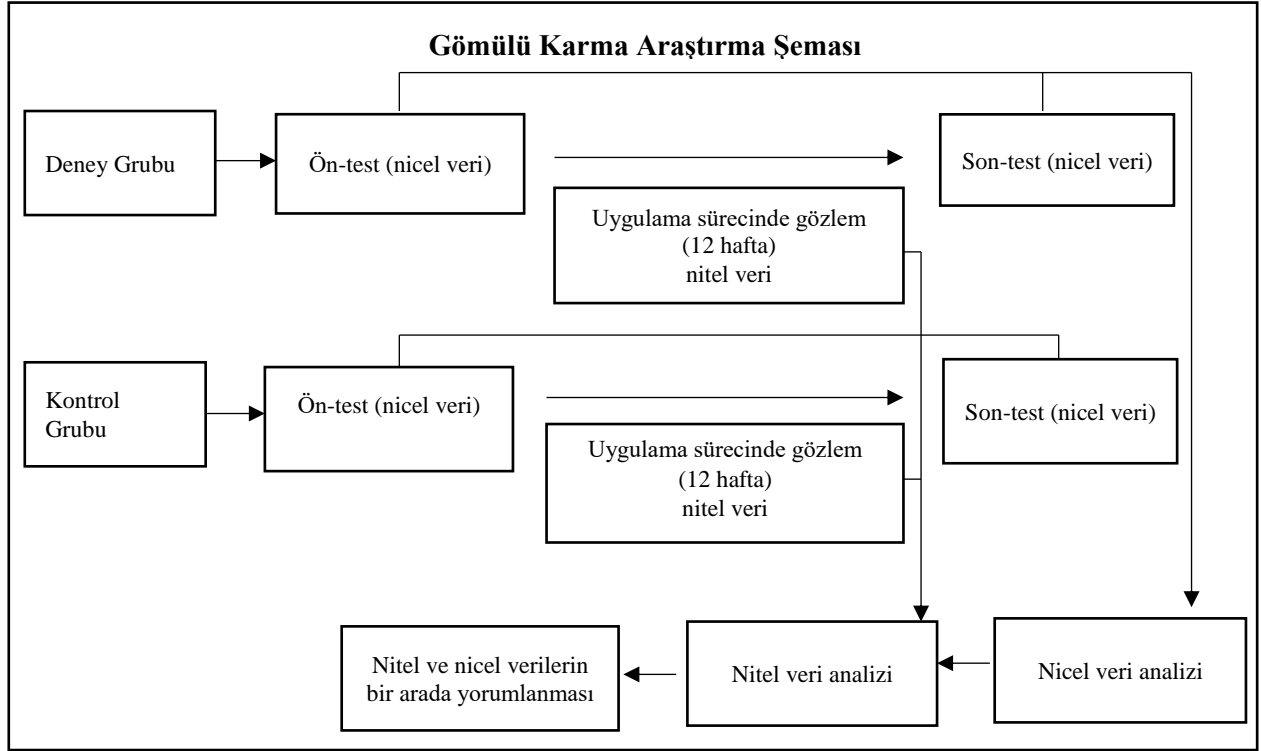 Gömülü Karma Araştırma Şeması
Deney Grubu
Ön-test (nicel veri)
Son-test (nicel veri)
Uygulama sürecinde gözlem
(12 hafta)
nitel veri
Kontrol
Grubu
Ön-test (nicel veri)
Son-test (nicel veri)
Uygulama sürecinde gözlem
(12 hafta)
nitel veri
Nitel ve nicel verilerin
bir arada yorumlanması
Nitel veri analizi
Nicel veri analizi